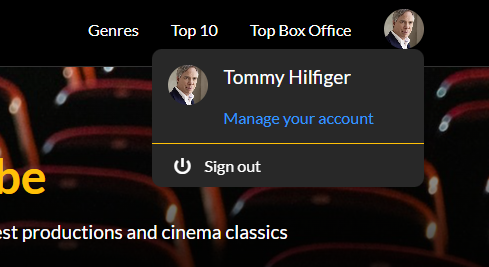 Genres Top 10 Top Box Office
Tommy Hilfiger
Manage your account
Sign out
be
est productions and cinema classics